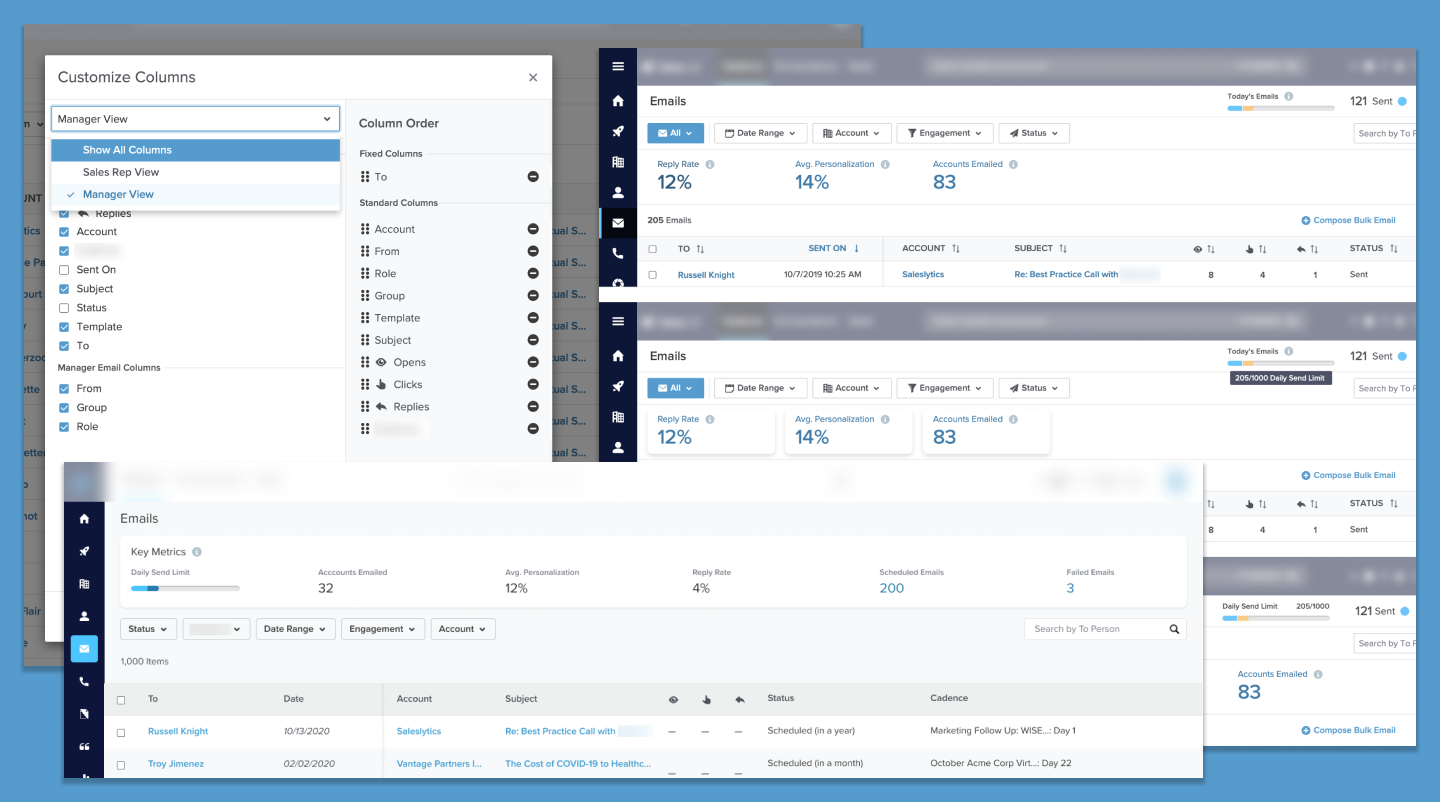 Customize Columns
Manager View
Show All Columns
Sales Rep View
Manager View
Replies
Account
Sent On
Subject
Status
Template
To
Manager Email Columns
From
Group
Role
Column Order
Fixed Columns
To
Standard Columns
Account
From
Role
Group
Template
Subject
Opens
Clicks
Replies
Emails
Today's Emails
121 Sent
All
Date Range
Account
Engagement
Status
Search by To P
Reply Rate
Avg. Personalization
Accounts Emailed
12%
14%
83
205 Emails
Compose Bulk Email
TO
SENT ON
ACCOUNT
SUBJECT
STATUS
Russell Knight
10/7/2019 10:25 AM
Saleslytics
Re: Best Practice Call with
8
4
1
Sent
Emails
Today's Emails
121 Sent
205/1000 Daily Send Limit
All
Date Range
Account
Engagement
Status
Search by To P
Reply Rate
Avg. Personalization
Accounts Emailed
12%
14%
83
Compose Bulk Email
STATUS
8
4
1
Sent
Daily Send Limit
205/1000
121 Sent
Search by To P
Accounts Emailed
83
Compose Bulk Email
Emails
Key Metrics
Daily Send Limit
Acccounts Emailed
Avg. Personalization
Reply Rate
Scheduled Emails
Failed Emails
32
12%
4%
200
3
Status
Date Range
Engagement
Account
Search by To Person
1,000 Items
To
Date
Account
Subject
Status
Cadence
Russell Knight
10/13/2020
Saleslytics
Re: Best Practice Call with
— — —
Scheduled (in a year)
Marketing Follow Up: WISE...: Day 1
Troy Jimenez
02/02/2020
Vantage Partners I...
The Cost of COVID-19 to Healthc...
— — —
Scheduled (in a month)
October Acme Corp Virt...: Day 22